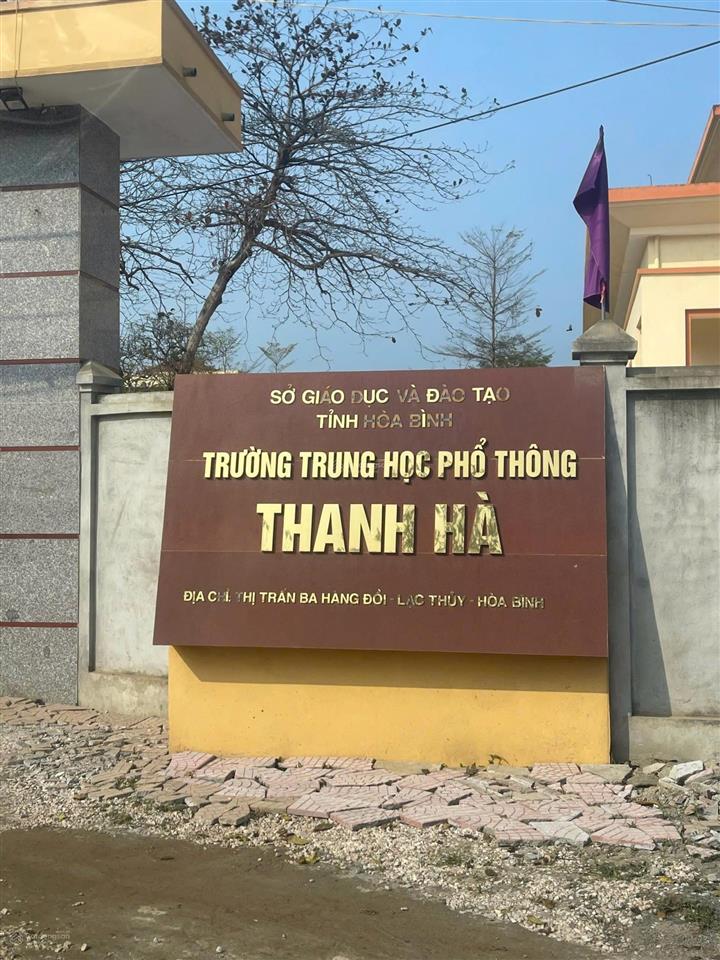 SỞ GIÁO DỤC VÀ ĐÀO TẠO
TỈNH HÒA BÌNH
TRƯỜNG TRUNG HỌC PHỔ THÔNG
THANH HÀ
ĐỊA CHỈ: THỊ TRẤN BA HÀNG ĐỒI - LẠC THỦY - HÒA BÌNH